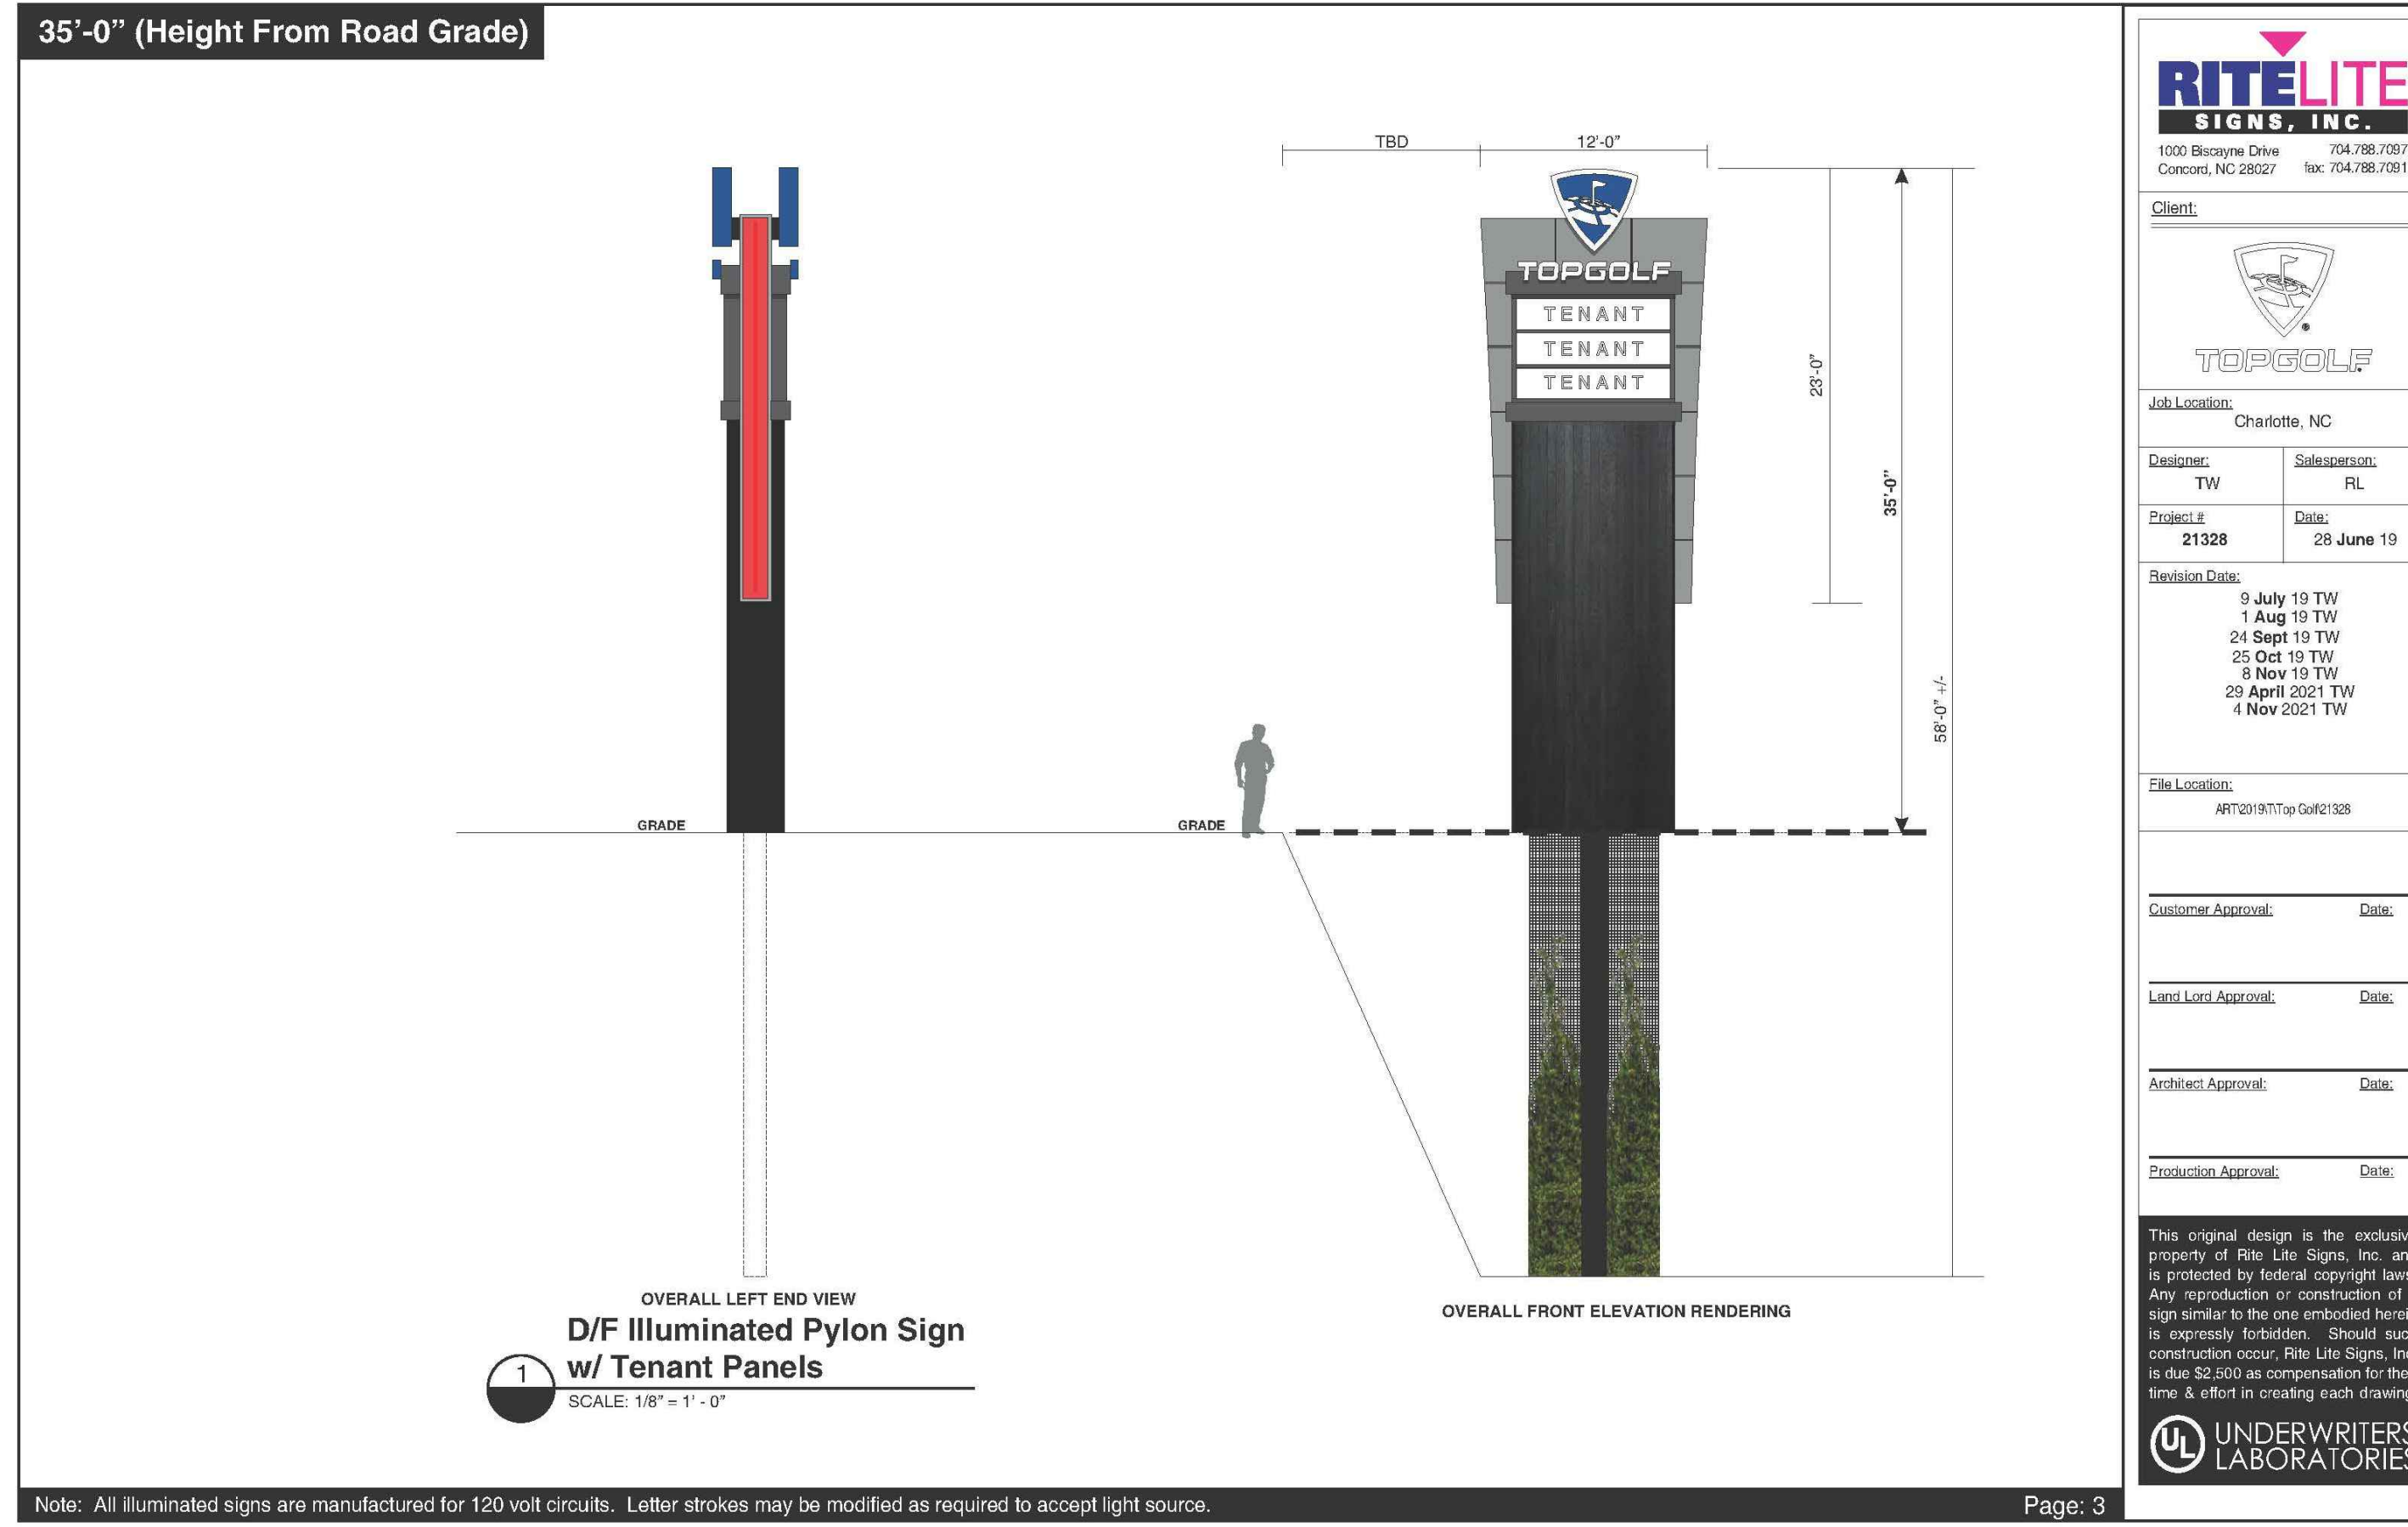 35’-0” (Height From Road Grade)
TBD
12’-0”
TOPGOLF
TENANT
TENANT
TENANT
23’-0”
35’-0”
58’-0” +/-
GRADE
GRADE
OVERALL LEFT END VIEW
D/F Illuminated Pylon Sign
w/ Tenant Panels
1
SCALE: 1/8” = 1’ - 0”
OVERALL FRONT ELEVATION RENDERING
Note: All illuminated signs are manufactured for 120 volt circuits. Letter strokes may be modified as required to accept light source.
Page: 3
RITELITE
SIGNS, INC.
1000 Biscayne Drive 704.788.7097
Concord, NC 28027 fax: 704.788.7091
Client:
®
TOPGOLF
Job Location:
Charlotte, NC
Designer: Salesperson:
TW RL
Project # Date:
21328 28 June 19
Revision Date:
9 July 19 TW
1 Aug 19 TW
24 Sept 19 TW
25 Oct 19 TW
8 Nov 19 TW
29 April 2021 TW
4 Nov 2021 TW
File Location:
ART\2019\T\Top Golf\21328
Customer Approval: Date:
Land Lord Approval: Date:
Architect Approval: Date:
Production Approval: Date:
This original design is the exclusiv
property of Rite Lite Signs, Inc. an
is protected by federal copyright laws
Any reproduction or construction of
sign similar to the one embodied herei
is expressly forbidden. Should suc
construction occur, Rite Lite Signs, Inc
is due $2,500 as compensation for the
time & effort in creating each drawing
UL
UNDERWRITERS
LABORATORIES